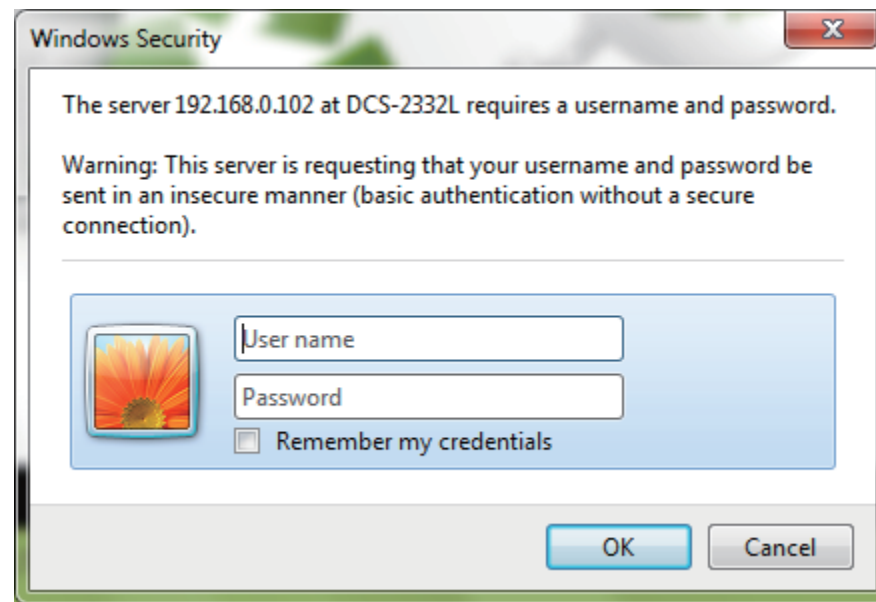 Windows Security
The server 192.168.0.102 at DCS-2332L requires a username and password.
Warning: This server is requesting that your username and password be
sent in an insecure manner (basic authentication without a secure
connection).
User name
Password
Remember my credentials
OK Cancel